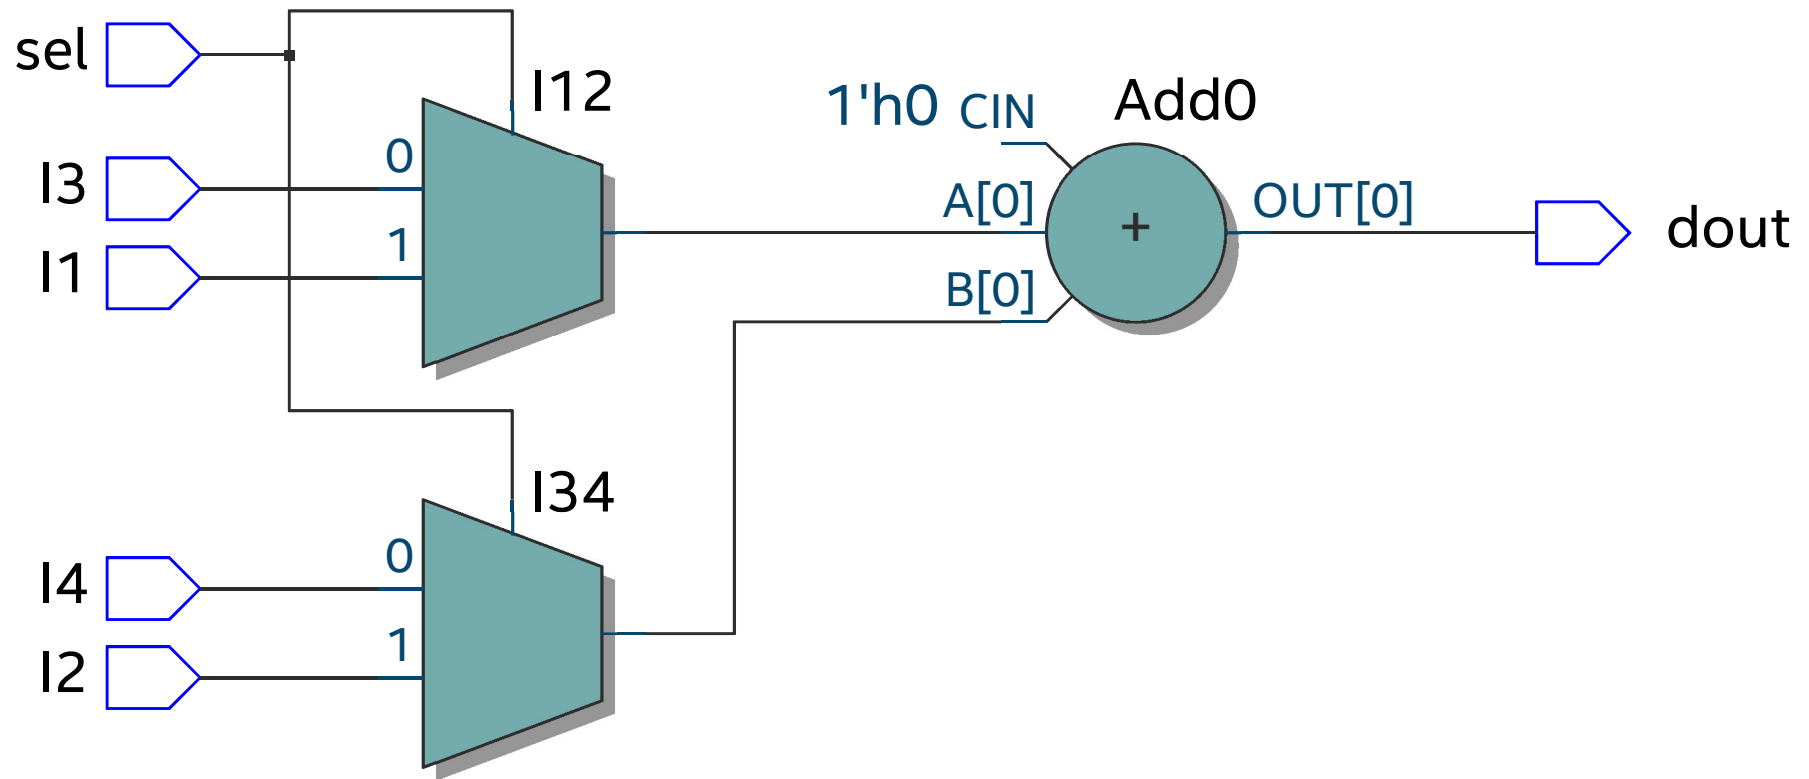 sel
I12
1'h0 CIN
Add0
I3
0
A[0]
+
OUT[0]
dout
I1
1
B[0]
I34
I4
0
I2
1